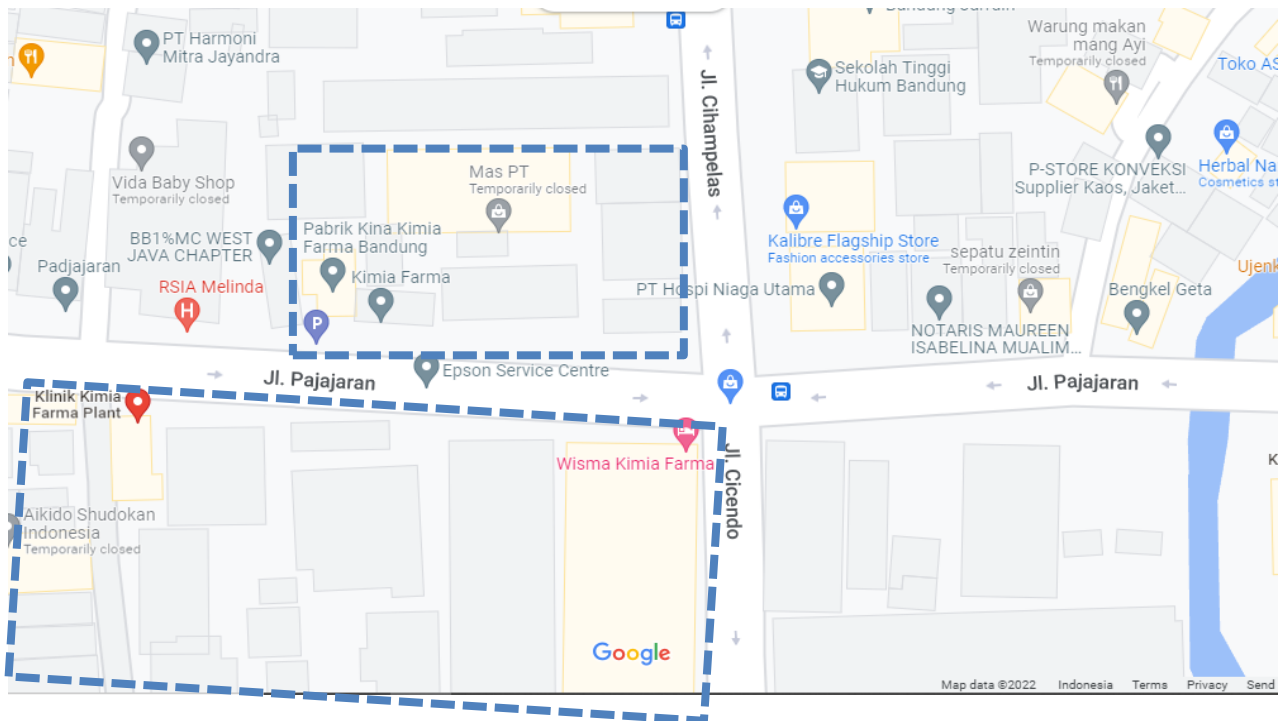 Bandung Sarrain
PT Harmoni
Mitra Jayandra
Warung makan
mang Ayi
Temporarily closed
Toko AS
Jl. Cihampelas
Sekolah Tinggi
Hukum Bandung
P-STORE KONVEKSI
Supplier Kaos, Jaket...
Herbal Na
Cosmetics st
Vida Baby Shop
Temporarily closed
Mas PT
Temporarily closed
BB1%MC WEST
JAVA CHAPTER
Pabrik Kina Kimia
Farma Bandung
Kimia Farma
Kalibre Flagship Store
Fashion accessories store
sepatu zeintin
Temporarily closed
Ujenk
ce
Padjajaran
RSIA Melinda
H
P
PT Hospi Niaga Utama
Bengkel Geta
NOTARIS MAUREEN
ISABELINA MUALIM...
Jl. Pajajaran
Epson Service Centre
Jl. Pajajaran
Klinik Kimia
Farma Plant
Wisma Kimia Farma
Jl. Cicendo
K
Aikido Shudokan
Indonesia
Temporarily closed
Google
Map data ©2022 Indonesia Terms Privacy Send